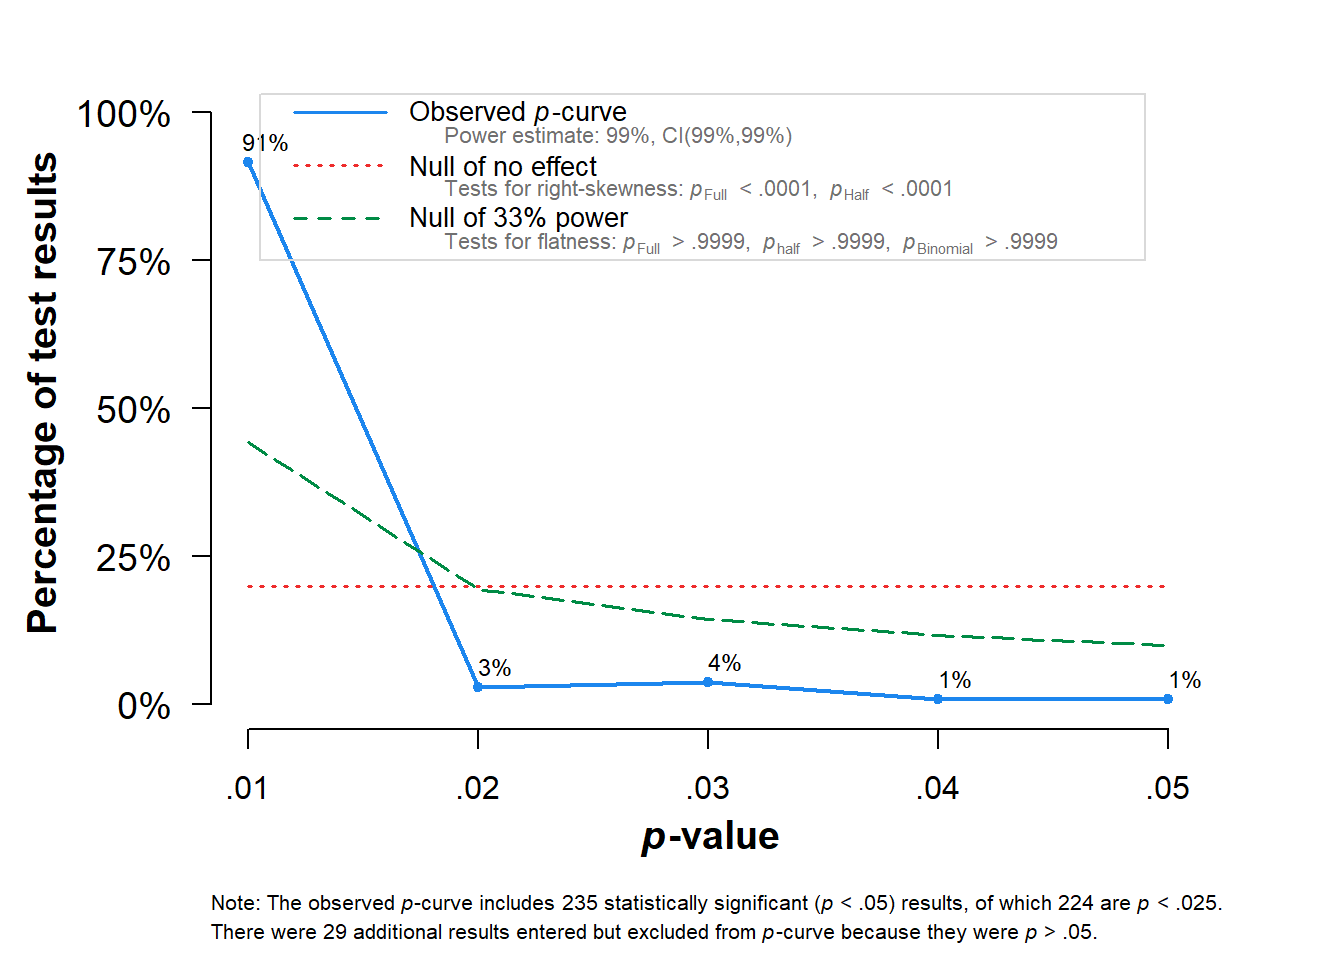 Percentage of test results
100%
75%
50%
25%
0%
Observed p-curve
Power estimate: 99%, CI(99%,99%)
Null of no effect
Tests for right-skewness: pFull < .0001, pHalf < .0001
Null of 33% power
Tests for flatness: pFull > .9999, phalf > .9999, pBinomial > .9999
91%
3%
4%
1%
1%
.01
.02
.03
.04
.05
p-value
Note: The observed p-curve includes 235 statistically significant (p < .05) results, of which 224 are p < .025.
There were 29 additional results entered but excluded from p-curve because they were p > .05.